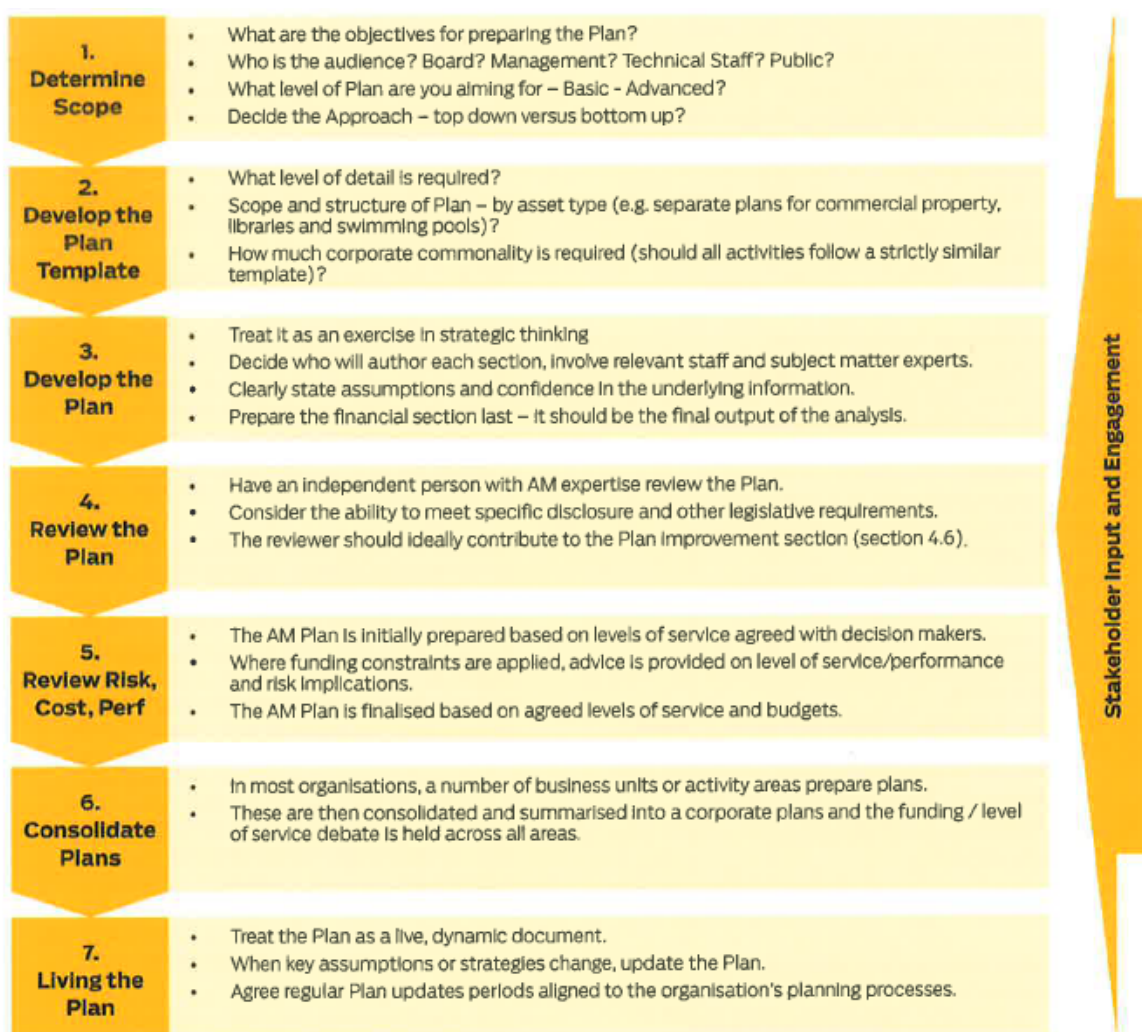 1.
Determine
Scope
• What are the objectives for preparing the Plan?
• Who is the audience? Board? Management? Technical Staff? Public?
• What level of Plan are you aiming for – Basic - Advanced?
• Decide the Approach – top down versus bottom up?
2.
Develop the
Plan
Template
• What level of detail is required?
• Scope and structure of Plan – by asset type (e.g. separate plans for commercial property,
libraries and swimming pools)?
• How much corporate commonality is required (should all activities follow a strictly similar
template)?
3.
Develop the
Plan
• Treat it as an exercise in strategic thinking
• Decide who will author each section, involve relevant staff and subject matter experts.
• Clearly state assumptions and confidence in the underlying information.
• Prepare the financial section last – it should be the final output of the analysis.
4.
Review the
Plan
• Have an independent person with AM expertise review the Plan.
• Consider the ability to meet specific disclosure and other legislative requirements.
• The reviewer should ideally contribute to the Plan Improvement section (section 4.6).
5.
Review Risk,
Cost, Perf
• The AM Plan is initially prepared based on levels of service agreed with decision makers.
• Where funding constraints are applied, advice is provided on level of service/performance
and risk implications.
• The AM Plan is finalised based on agreed levels of service and budgets.
6.
Consolidate
Plans
• In most organisations, a number of business units or activity areas prepare plans.
• These are then consolidated and summarised into a corporate plans and the funding / level
of service debate is held across all areas.
7.
Living the
Plan
• Treat the Plan as a live, dynamic document.
• When key assumptions or strategies change, update the Plan.
• Agree regular Plan updates periods aligned to the organisation's planning processes.
Stakeholder Input and Engagement